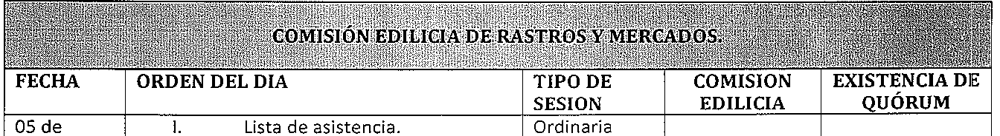 COMISIÓN EDILICIA DE RASTROS Y MERCADOS.
FECHA ORDEN DEL DIA TIPO DE SESION COMISION EDILICIA EXISTENCIA DE QUÓRUM
05 de I. Lista de asistencia. Ordinaria